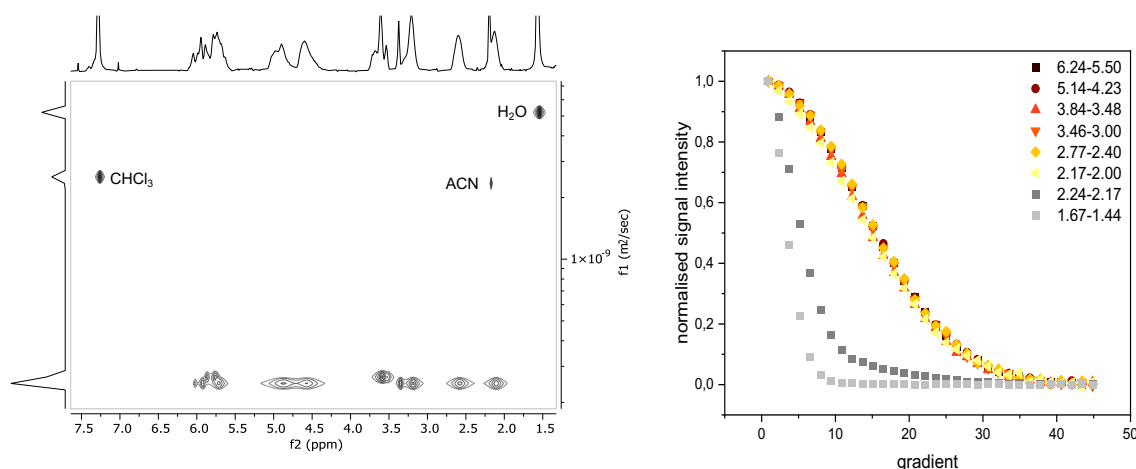 H₂O
CHCl₃
ACN
1×10⁻⁹
f1 (m²/sec)
7.5 7.0 6.5 6.0 5.5 5.0 4.5 4.0 3.5 3.0 2.5 2.0 1.5
f2 (ppm)
normalised signal intensity
1,0
0,8
0,6
0,4
0,2
0,0
0 10 20 30 40 50
gradient
6.24-5.50
5.14-4.23
3.84-3.48
3.46-3.00
2.77-2.40
2.17-2.00
2.24-2.17
1.67-1.44